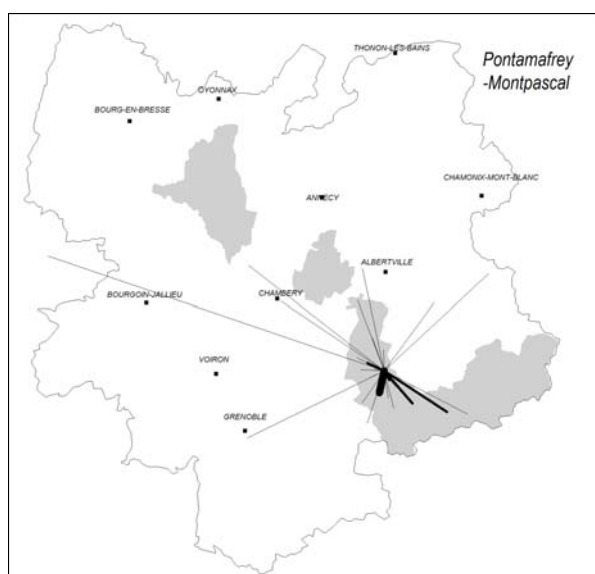 THONON-LES-BAINS
Pontamafrey
-Montpascal
OYONNAX
BOURG-EN-BRESSE
CHAMONIX-MONT-BLANC
ANNECY
ALBERTVILLE
CHAMBERY
BOURGOIN-JALLIEU
VOIRON
GRENOBLE